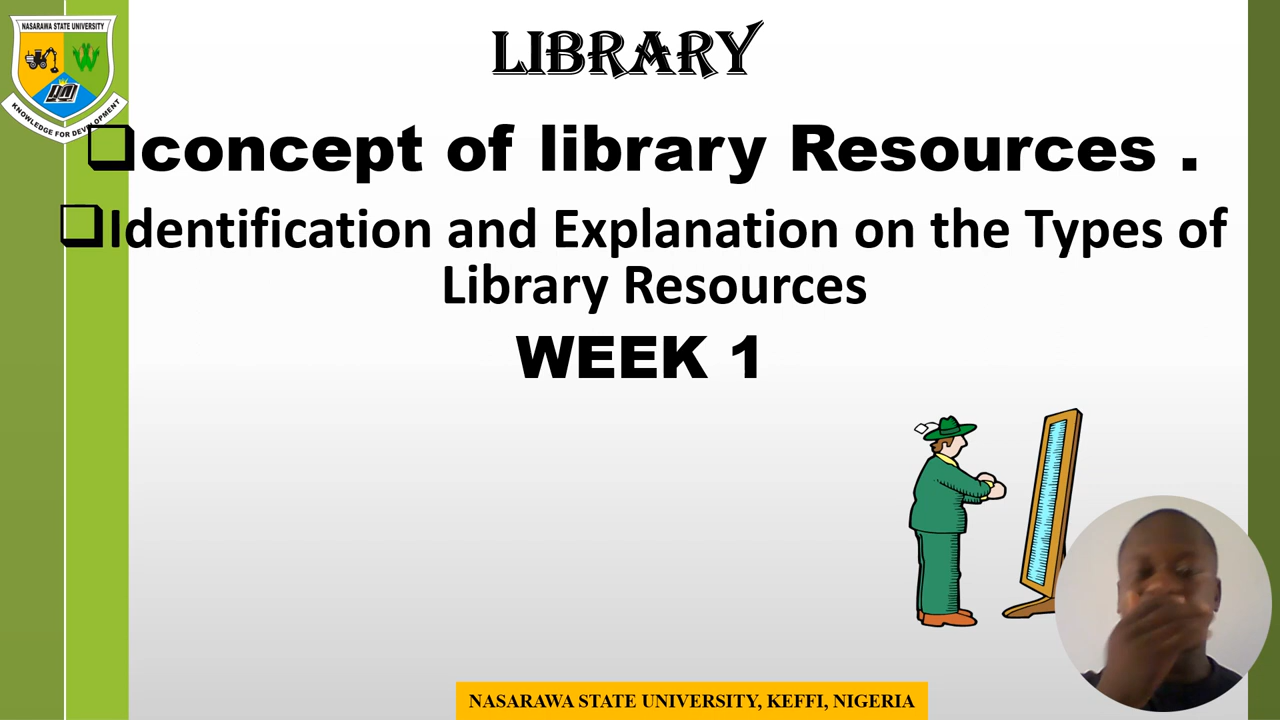 NASARAWA STATE UNIVERSITY
KNOWLEDGE FOR DEVELOPMENT
LIBRARY
concept of library Resources .
Identification and Explanation on the Types of
Library Resources
WEEK 1
NASARAWA STATE UNIVERSITY, KEFFI, NIGERIA